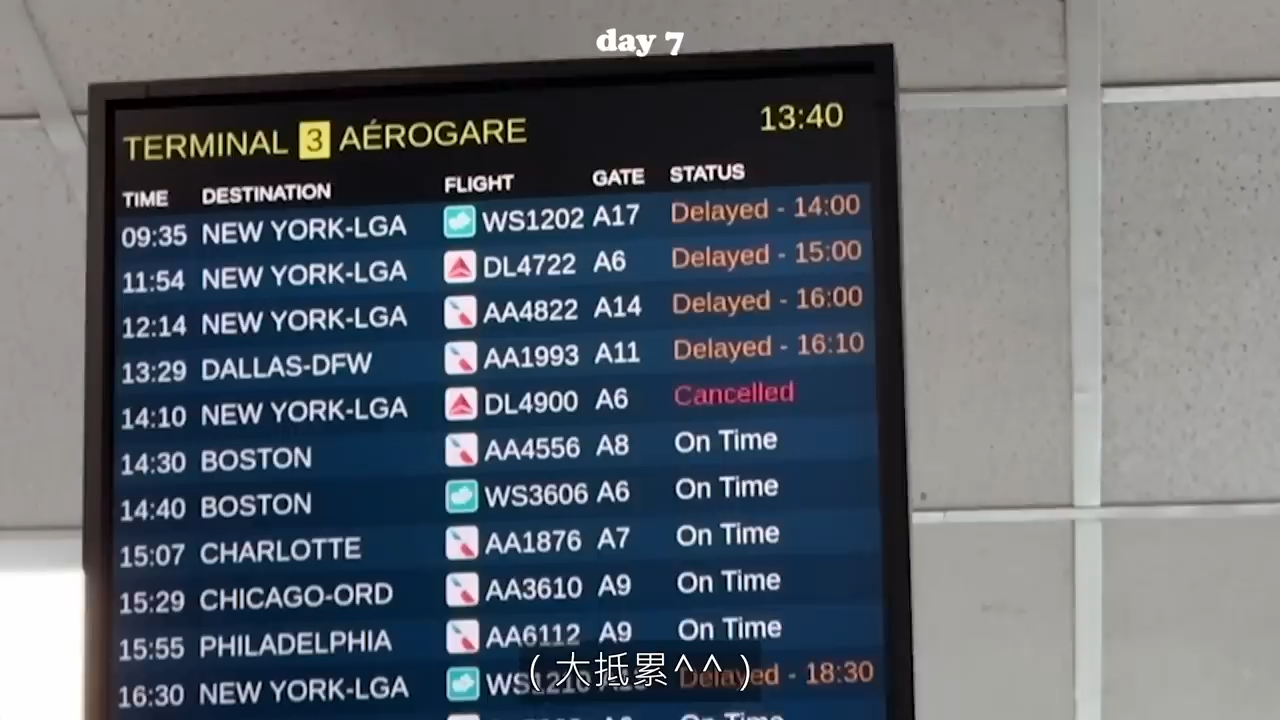 day 7
TERMINAL 3 AÉROGARE 13:40
TIME DESTINATION FLIGHT GATE STATUS
09:35 NEW YORK-LGA WS1202 A17 Delayed - 14:00
11:54 NEW YORK-LGA DL4722 A6 Delayed - 15:00
12:14 NEW YORK-LGA AA4822 A14 Delayed - 16:00
13:29 DALLAS-DFW AA1993 A11 Delayed - 16:10
14:10 NEW YORK-LGA DL4900 A6 Cancelled
14:30 BOSTON AA4556 A8 On Time
14:40 BOSTON WS3606 A6 On Time
15:07 CHARLOTTE AA1876 A7 On Time
15:29 CHICAGO-ORD AA3610 A9 On Time
15:55 PHILADELPHIA AA6112 A9 On Time
16:30 NEW YORK-LGA Delayed - 18:30
(大抵累^^)
On Time